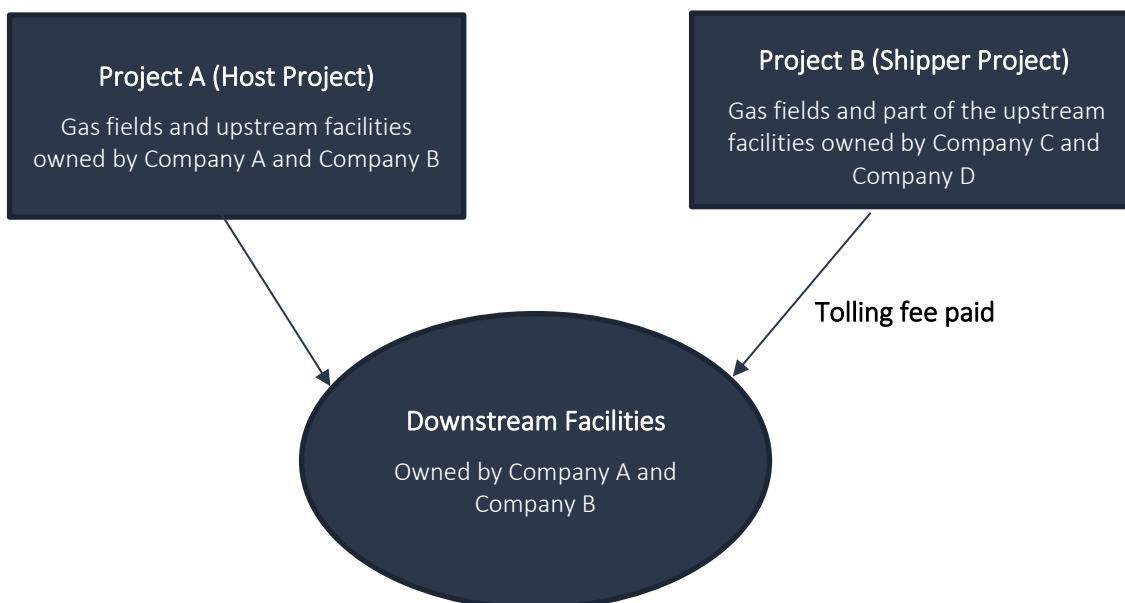 Project A (Host Project)
Gas fields and upstream facilities
owned by Company A and Company B
Project B (Shipper Project)
Gas fields and part of the upstream
facilities owned by Company C and
Company D
Tolling fee paid
Downstream Facilities
Owned by Company A and
Company B